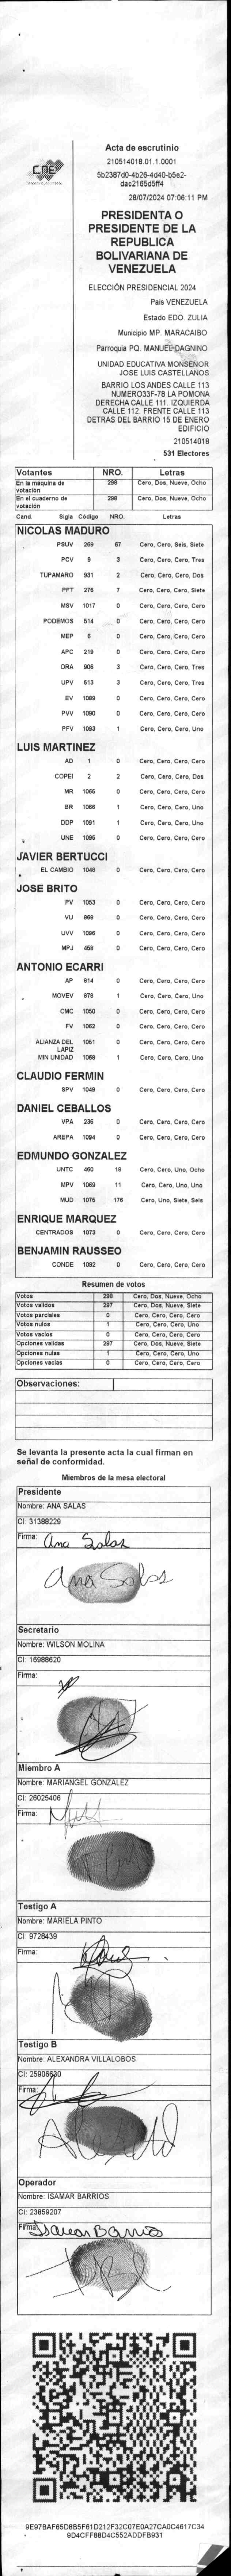 CNE
Acta de escrutinio
210514018.01.1.0001
5b2387d0-4b26-4d40-b5e2-
dac2165d5ff4
28/07/2024 07:06:11 PM
PRESIDENTA O
PRESIDENTE DE LA
REPUBLICA
BOLIVARIANA DE
VENEZUELA
ELECCIÓN PRESIDENCIAL 2024
Pais VENEZUELA
Estado EDO. ZULIA
Municipio MP. MARACAIBO
Parroquia PQ. MANUEL DAGNINO
UNIDAD EDUCATIVA MONSENOR
JOSE LUIS CASTELLANOS
BARRIO LOS ANDES CALLE 113
NUMERO33F-78 LA POMONA
DERECHA CALLE 111. IZQUIERDA
CALLE 112. FRENTE CALLE 113
DETRÁS DEL BARRIO 15 DE ENERO
EDIFICIO
210514018
531 Electores
Votantes NRO. Letras
En la máquina de votación 298 Cero, Dos, Nueve, Ocho
En el cuaderno de votación 298 Cero, Dos, Nueve, Ocho
Cand. Sigla Código NRO. Letras
NICOLAS MADURO
PSUV 269 67 Cero, Cero, Seis, Siete
PCV 9 3 Cero, Cero, Cero, Tres
TUPAMARO 931 2 Cero, Cero, Cero, Dos
PPT 276 7 Cero, Cero, Cero, Siete
MSV 1017 0 Cero, Cero, Cero, Cero
PODEMOS 514 0 Cero, Cero, Cero, Cero
MEP 6 0 Cero, Cero, Cero, Cero
APC 219 0 Cero, Cero, Cero, Cero
ORA 906 3 Cero, Cero, Cero, Tres
UPV 513 3 Cero, Cero, Cero, Tres
EV 1089 0 Cero, Cero, Cero, Cero
PVV 1090 0 Cero, Cero, Cero, Cero
PFV 1093 1 Cero, Cero, Cero, Uno
LUIS MARTINEZ
AD 1 0 Cero, Cero, Cero, Cero
COPEI 2 2 Cero, Cero, Cero, Dos
MR 1065 0 Cero, Cero, Cero, Cero
BR 1066 1 Cero, Cero, Cero, Uno
DDP 1091 1 Cero, Cero, Cero, Uno
UNE 1095 0 Cero, Cero, Cero, Cero
JAVIER BERTUCCI
EL CAMBIO 1048 0 Cero, Cero, Cero, Cero
JOSE BRITO
PV 1053 0 Cero, Cero, Cero, Cero
VU 868 0 Cero, Cero, Cero, Cero
UVV 1096 0 Cero, Cero, Cero, Cero
MPJ 458 0 Cero, Cero, Cero, Cero
ANTONIO ECARRI
AP 814 0 Cero, Cero, Cero, Cero
MOVEV 878 1 Cero, Cero, Cero, Uno
CMC 1050 0 Cero, Cero, Cero, Cero
FV 1062 0 Cero, Cero, Cero, Cero
ALIANZA DEL LAPIZ 1051 0 Cero, Cero, Cero, Cero
MIN UNIDAD 1068 1 Cero, Cero, Cero, Uno
CLAUDIO FERMIN
SPV 1049 0 Cero, Cero, Cero, Cero
DANIEL CEBALLOS
VPA 236 0 Cero, Cero, Cero, Cero
AREPA 1094 0 Cero, Cero, Cero, Cero
EDMUNDO GONZALEZ
UNTC 460 18 Cero, Cero, Uno, Ocho
MPV 1069 11 Cero, Cero, Uno, Uno
MUD 1075 176 Cero, Uno, Siete, Seis
ENRIQUE MARQUEZ
CENTRADOS 1073 0 Cero, Cero, Cero, Cero
BENJAMIN RAUSSEO
CONDE 1092 0 Cero, Cero, Cero, Cero
Resumen de votos
Votos 298 Cero, Dos, Nueve, Ocho
Votos validos 297 Cero, Dos, Nueve, Siete
Votos parciales 0 Cero, Cero, Cero, Cero
Votos nulos 1 Cero, Cero, Cero, Uno
Votos vacios 0 Cero, Cero, Cero, Cero
Opciones validas 297 Cero, Dos, Nueve, Siete
Opciones nulas 1 Cero, Cero, Cero, Uno
Opciones vacias 0 Cero, Cero, Cero, Cero
Observaciones:
Se levanta la presente acta la cual firman en
señal de conformidad.
Miembros de la mesa electoral
Presidente
Nombre: ANA SALAS
CI: 31388229
Firma: Ana Salas
Ana Salas
Secretario
Nombre: WILSON MOLINA
CI: 16988620
Firma:
Miembro A
Nombre: MARIANGEL GONZALEZ
CI: 26025406
Firma:
Testigo A
Nombre: MARIELA PINTO
CI: 9728439
Firma:
Testigo B
Nombre: ALEXANDRA VILLALOBOS
CI: 25906630
Firma:
Operador
Nombre: ISAMAR BARRIOS
CI: 23859207
Firma: Isamar Barrios
9E97BAF65D8B5F61D212F32C07E0A27CA0C4617C34
9D4CFF88D4C552ADDFB931